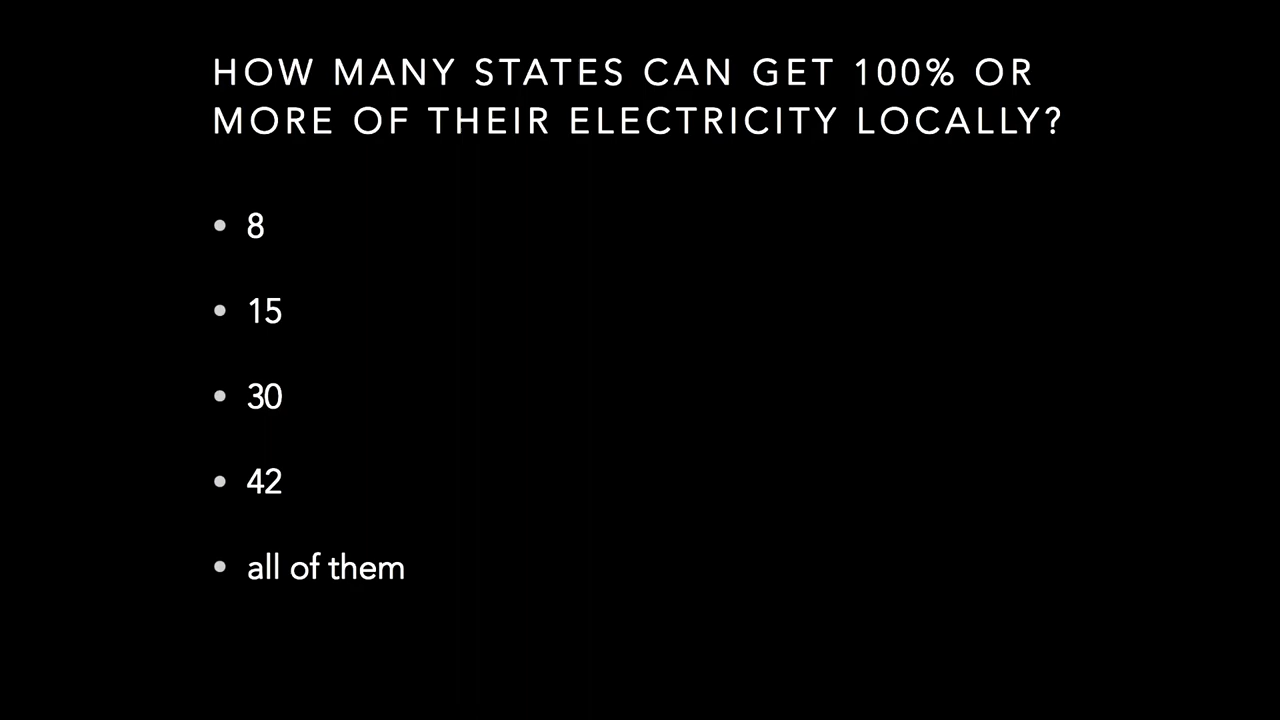 HOW MANY STATES CAN GET 100% OR
MORE OF THEIR ELECTRICITY LOCALLY?
• 8
• 15
• 30
• 42
• all of them